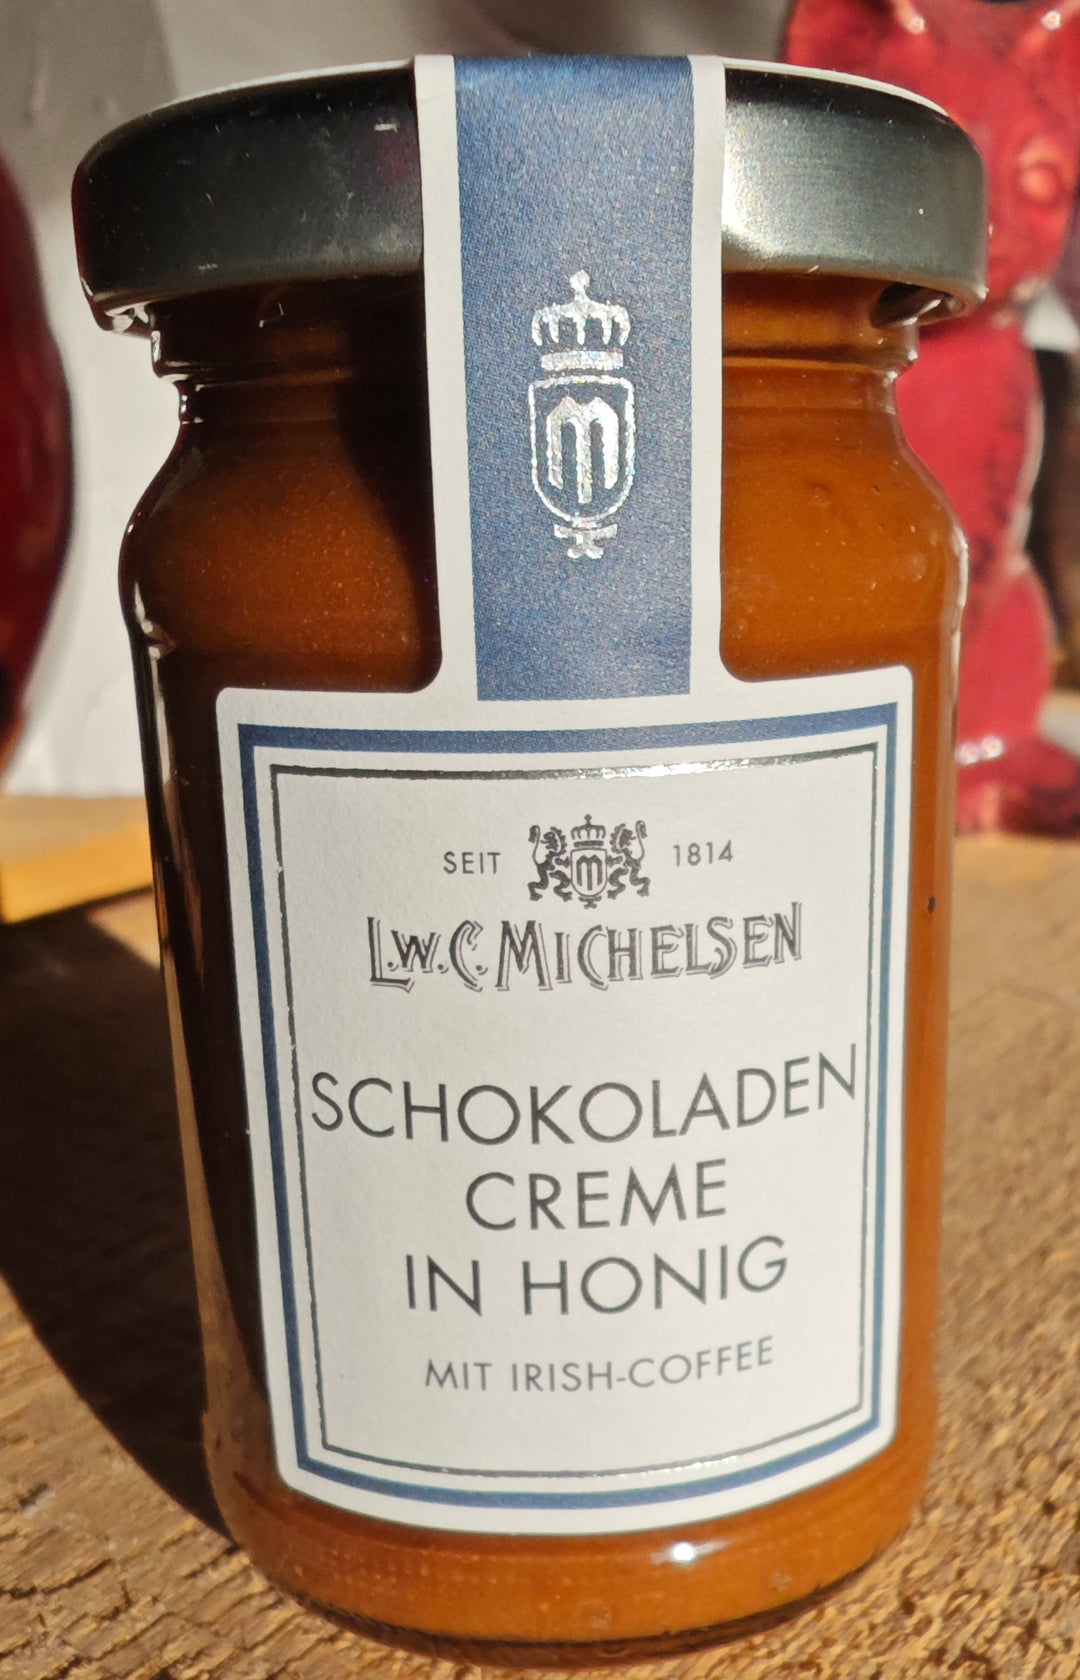 m
SEIT m 1814
L.W.C. MICHELSEN
SCHOKOLADEN
CREME
IN HONIG
MIT IRISH-COFFEE